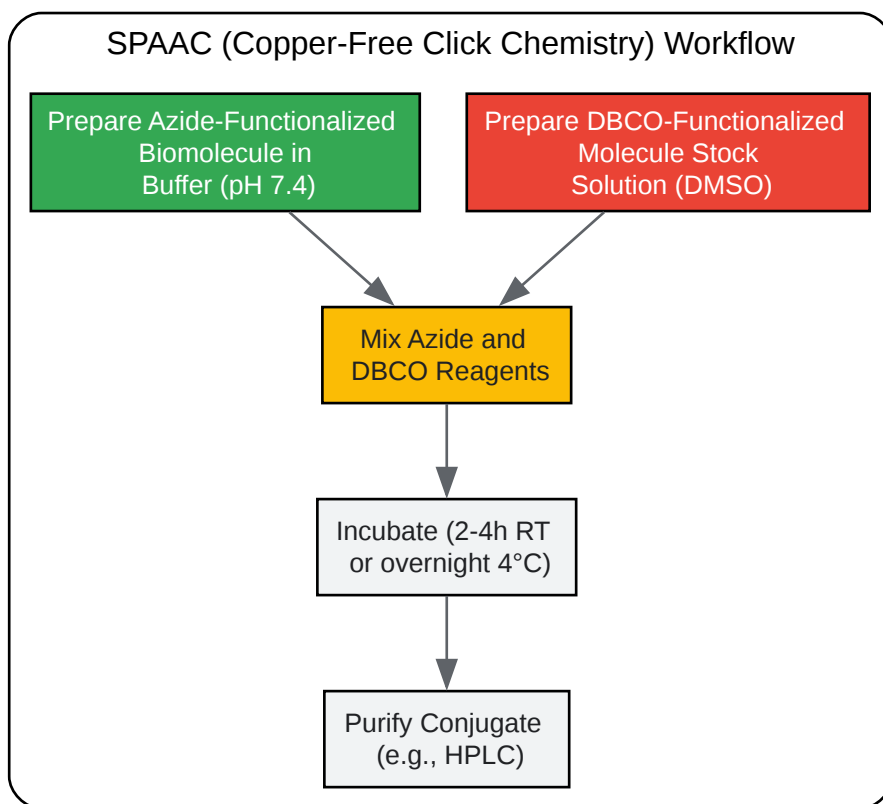 SPAAC (Copper-Free Click Chemistry) Workflow
Prepare Azide-Functionalized
Biomolecule in
Buffer (pH 7.4)
Prepare DBCO-Functionalized
Molecule Stock
Solution (DMSO)
Mix Azide and
DBCO Reagents
Incubate (2-4h RT
or overnight 4°C)
Purify Conjugate
(e.g., HPLC)